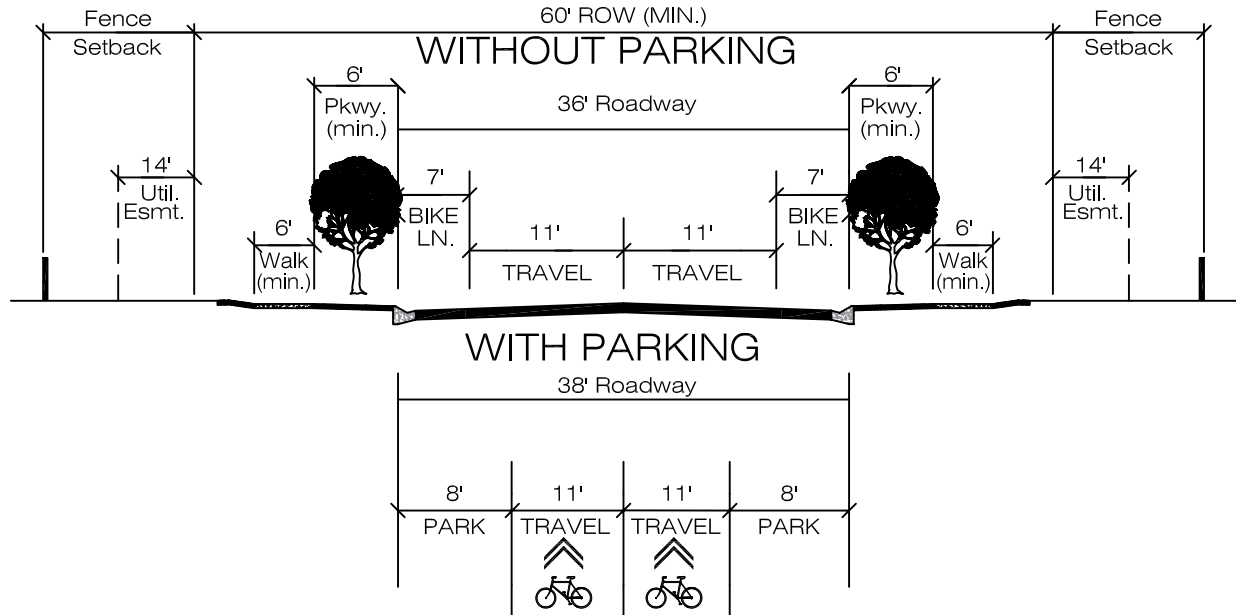 Fence
Setback
60' ROW (MIN.)
Fence
Setback
WITHOUT PARKING
6'
Pkwy.
(min.)
36' Roadway
6'
Pkwy.
(min.)
14'
Util.
Esmt.
7'
BIKE
LN.
7'
BIKE
LN.
14'
Util.
Esmt.
6'
Walk
(min.)
11'
TRAVEL
11'
TRAVEL
6'
Walk
(min.)
WITH PARKING
38' Roadway
8'
PARK
11'
TRAVEL
11'
TRAVEL
8'
PARK